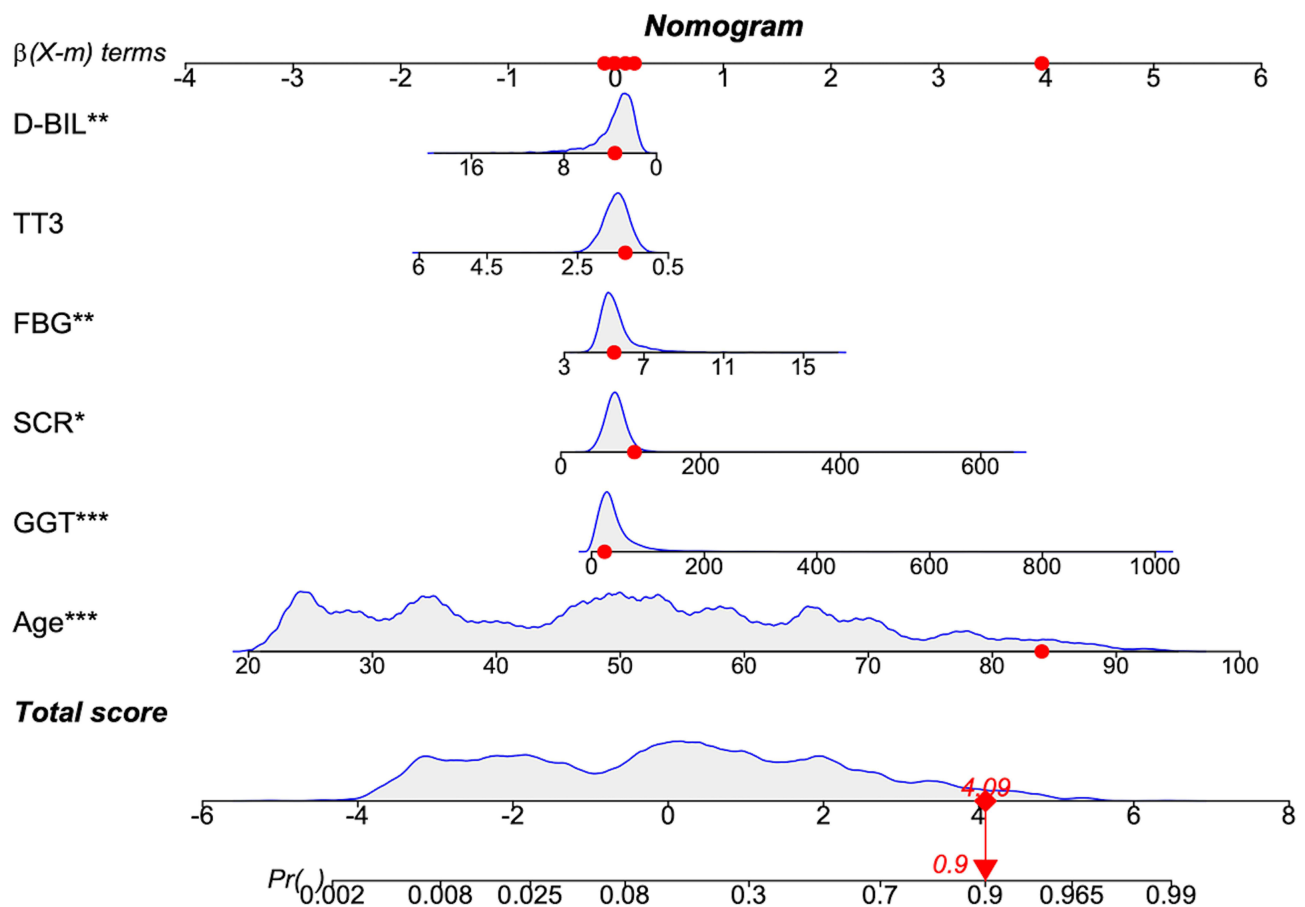 Nomogram
β(X-m) terms
-4 -3 -2 -1 0 1 2 3 4 5 6
D-BIL**
16 8 0
TT3
6 4.5 2.5 0.5
FBG**
3 7 11 15
SCR*
0 200 400 600
GGT***
0 200 400 600 800 1000
Age***
20 30 40 50 60 70 80 90 100
Total score
4.09
-6 -4 -2 0 2 4 6 8
0.9
Pr( )
0.002 0.008 0.025 0.08 0.3 0.7 0.9 0.965 0.99